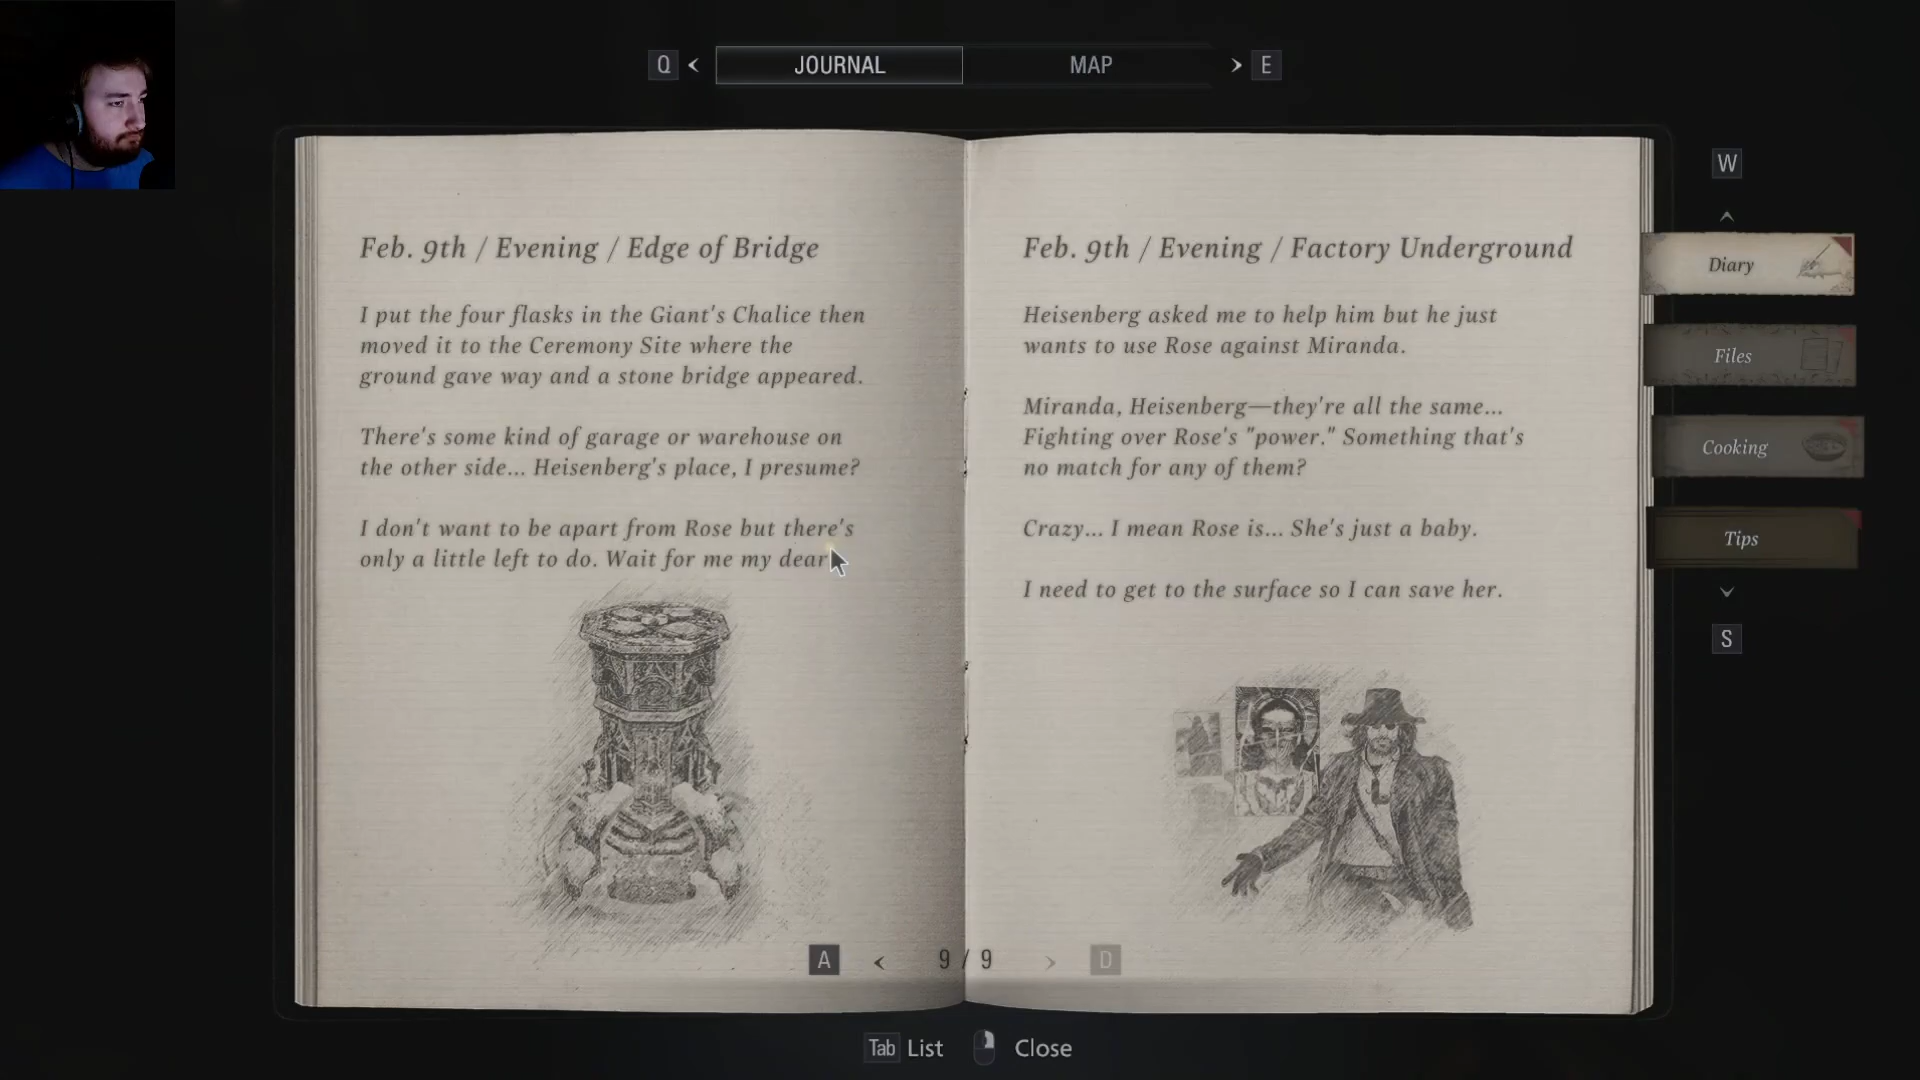 Q < JOURNAL MAP > E
W
Diary
Files
Cooking
Tips
S
Feb. 9th / Evening / Edge of Bridge
I put the four flasks in the Giant's Chalice then
moved it to the Ceremony Site where the
ground gave way and a stone bridge appeared.
There's some kind of garage or warehouse on
the other side... Heisenberg's place, I presume?
I don't want to be apart from Rose but there's
only a little left to do. Wait for me my dear
Feb. 9th / Evening / Factory Underground
Heisenberg asked me to help him but he just
wants to use Rose against Miranda.
Miranda, Heisenberg—they're all the same...
Fighting over Rose's "power." Something that's
no match for any of them?
Crazy... I mean Rose is... She's just a baby.
I need to get to the surface so I can save her.
A < 9 / 9 > D
Tab List Close